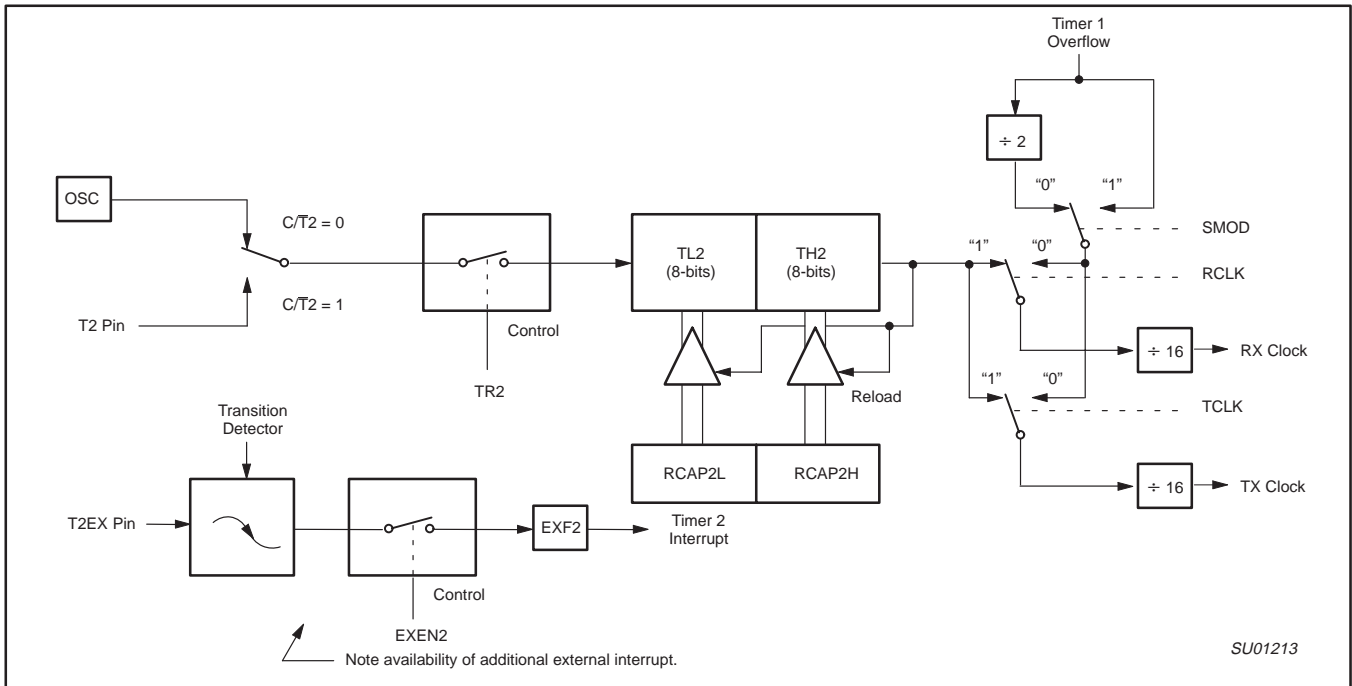 Timer 1
Overflow
÷ 2
“0” “1”
OSC
C/T̅2 = 0
SMOD
TL2
(8-bits)
TH2
(8-bits)
“1” “0”
RCLK
C/T̅2 = 1
T2 Pin
Control
÷ 16
RX Clock
TR2
Reload
“1” “0”
TCLK
Transition
Detector
RCAP2L
RCAP2H
÷ 16
TX Clock
T2EX Pin
EXF2
Timer 2
Interrupt
Control
EXEN2
Note availability of additional external interrupt.
SU01213